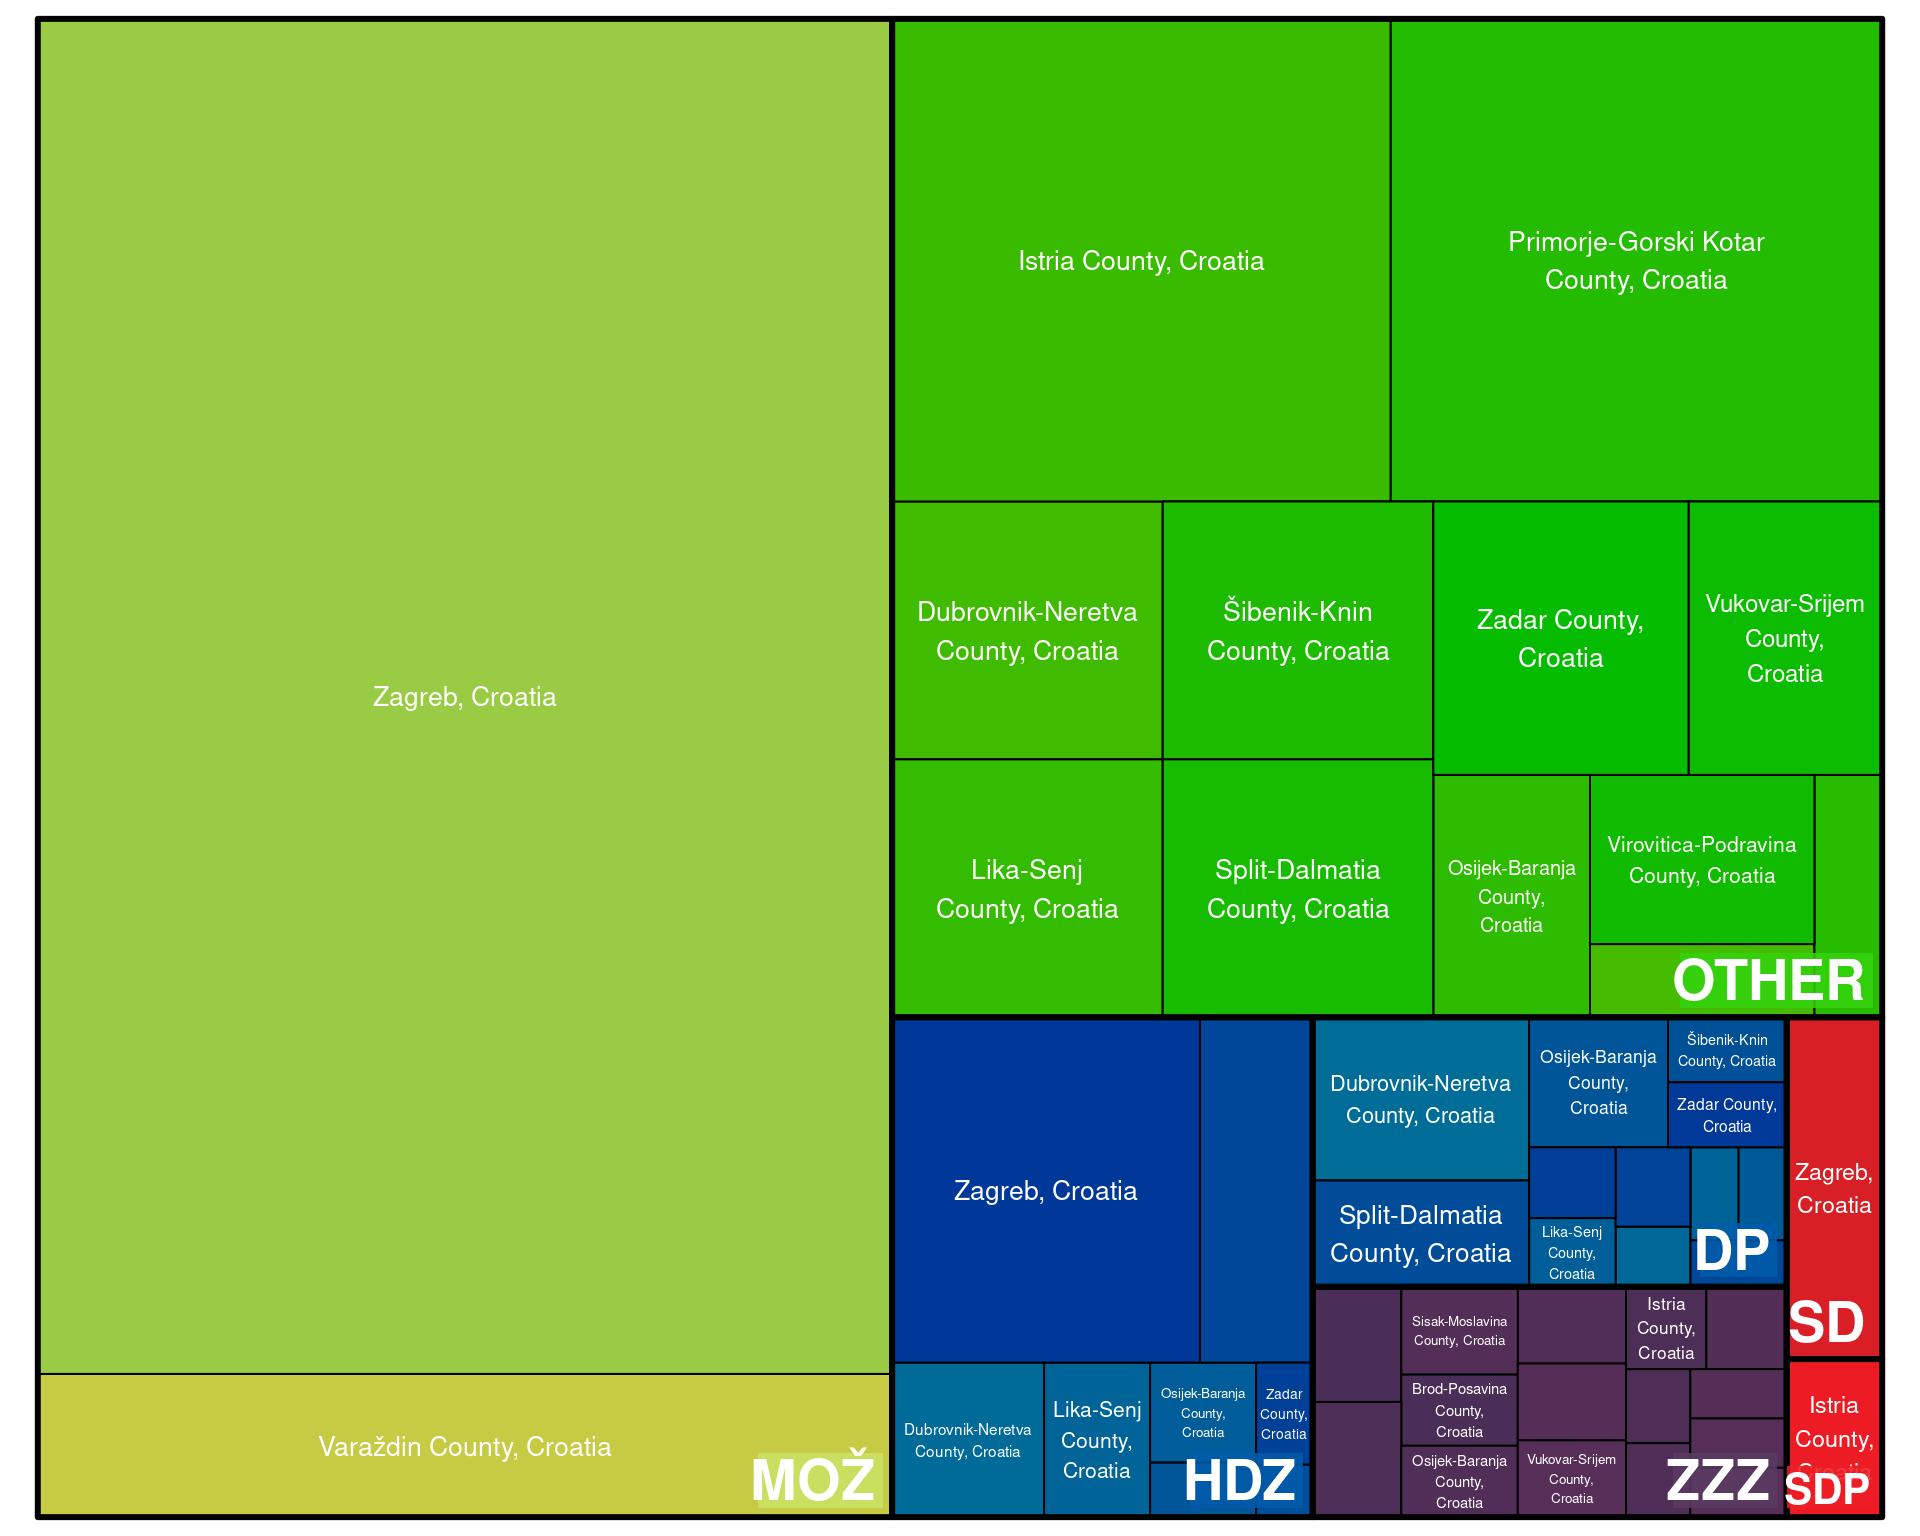 Zagreb, Croatia
Varaždin County, Croatia
MOŽ
Istria County, Croatia
Primorje-Gorski Kotar
County, Croatia
Dubrovnik-Neretva
County, Croatia
Šibenik-Knin
County, Croatia
Zadar County,
Croatia
Vukovar-Srijem
County,
Croatia
Lika-Senj
County, Croatia
Split-Dalmatia
County, Croatia
Osijek-Baranja
County,
Croatia
Virovitica-Podravina
County, Croatia
OTHER
Zagreb, Croatia
Dubrovnik-Neretva
County, Croatia
Lika-Senj
County,
Croatia
Osijek-Baranja
County,
Croatia
Zadar
County,
Croatia
HDZ
Dubrovnik-Neretva
County, Croatia
Split-Dalmatia
County, Croatia
Osijek-Baranja
County,
Croatia
Šibenik-Knin
County, Croatia
Zadar County,
Croatia
Lika-Senj
County,
Croatia
DP
Sisak-Moslavina
County, Croatia
Brod-Posavina
County,
Croatia
Osijek-Baranja
County,
Croatia
Istria
County,
Croatia
Vukovar-Srijem
County,
Croatia
ZZZ
Zagreb,
Croatia
SD
Istria
County,
Croatia
SDP